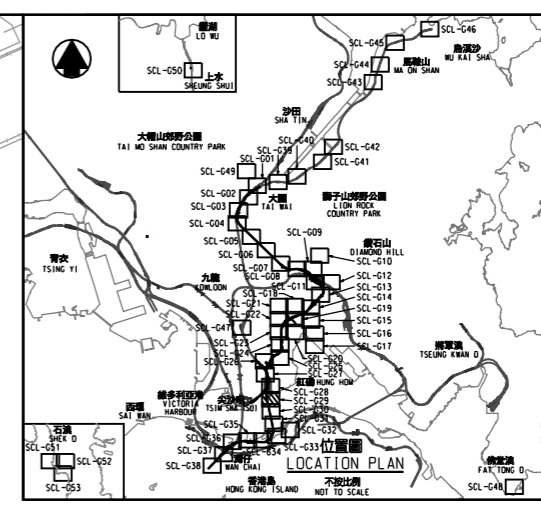 羅湖
LO WU
SCL-G50
上水
SHEUNG SHUI
SCL-G46
SCL-G45
烏溪沙
WU KAI SHA
SCL-G44
馬鞍山
MA ON SHAN
SCL-G43
沙田
SHA TIN
大帽山郊野公園
TAI MO SHAN COUNTRY PARK
SCL-G40
SCL-G39
SCL-G42
SCL-G01
SCL-G41
SCL-G49
SCL-G02
大圍
TAI WAI
獅子山郊野公園
LION ROCK
COUNTRY PARK
SCL-G03
SCL-G04
SCL-G05
SCL-G09
鑽石山
DIAMOND HILL
SCL-G10
SCL-G06
青衣
TSING YI
SCL-G07
SCL-G08
SCL-G12
九龍
KOWLOON
SCL-G11
SCL-G13
SCL-G18
SCL-G14
SCL-G21
SCL-G19
SCL-G22
SCL-G15
SCL-G47
SCL-G16
SCL-G23
SCL-G17
SCL-G24
將軍澳
TSEUNG KWAN O
SCL-G20
SCL-G26
SCL-G27
紅磡 HUNG HOM
SCL-G28
西環
SAI WAN
維多利亞港
VICTORIA
HARBOUR
尖沙咀
TSIM SHA TSUI
SCL-G29
SCL-G30
SCL-G32
SCL-G35
SCL-G36
SCL-G34
SCL-G33
石澳
SHEK O
SCL-G51
SCL-G52
SCL-G53
SCL-G37
SCL-G38
灣仔
WAN CHAI
位置圖
LOCATION PLAN
香港島
HONG KONG ISLAND
不按比例
NOT TO SCALE
佛堂澳
FAT TONG O
SCL-G48